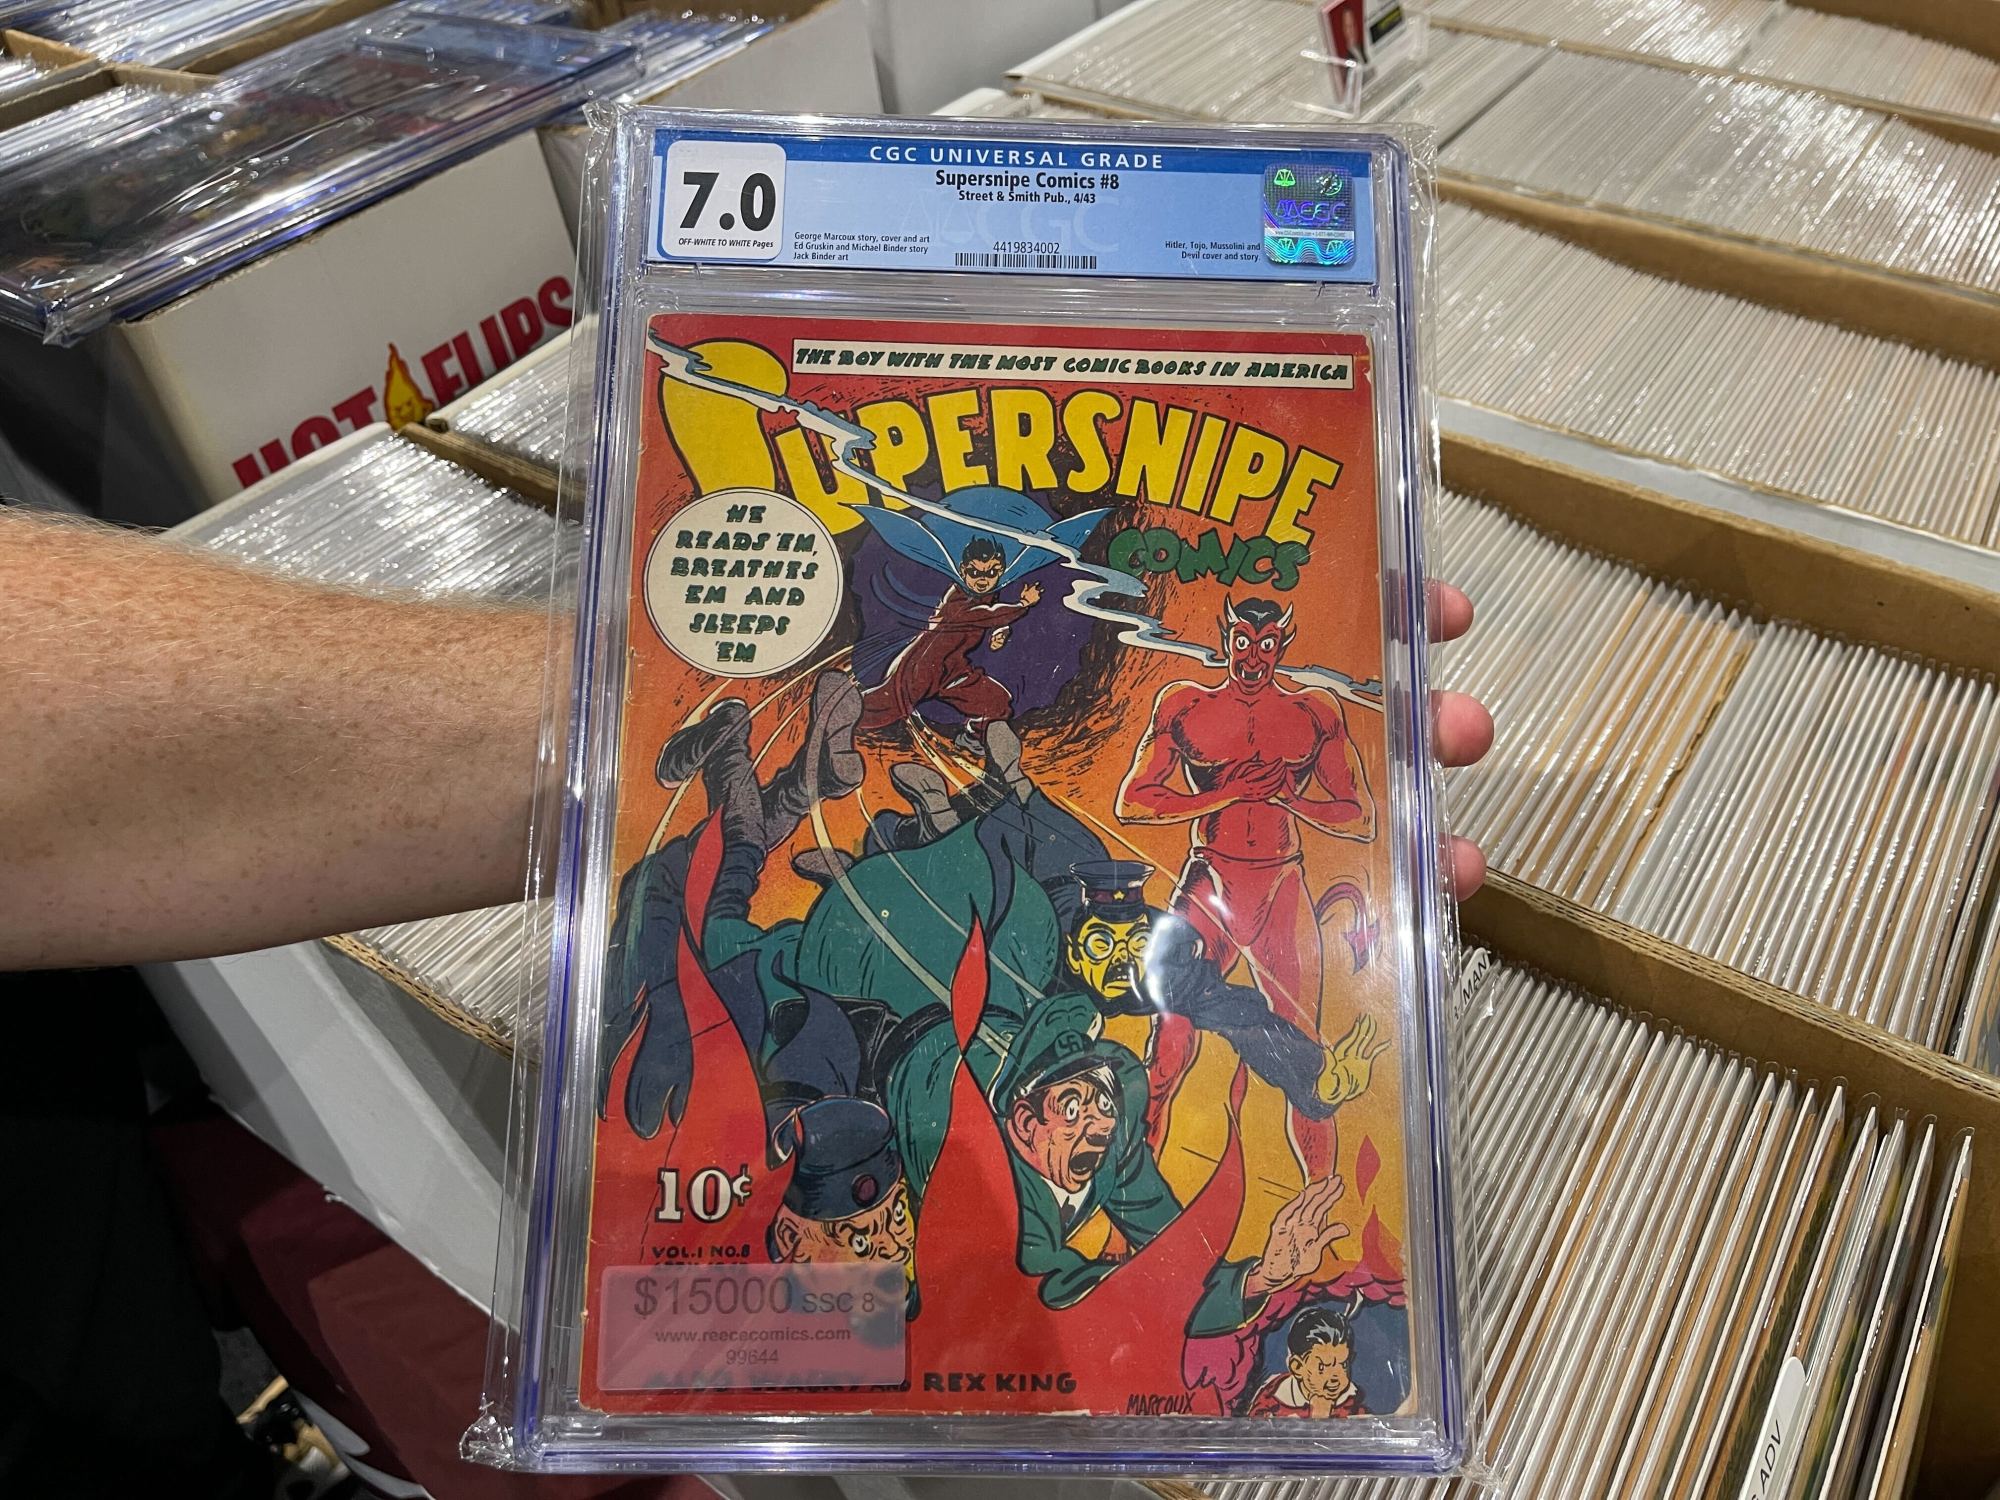 HOT FLIPS
CGC UNIVERSAL GRADE
7.0
OFF-WHITE TO WHITE Pages
Supersnipe Comics #8
Street & Smith Pub., 4/43
George Marcoux story, cover and art
Ed Gruskin and Michael Binder story
Jack Binder art
4419834002
Hitler, Tojo, Mussolini and
Devil cover and story
CGC
THE BOY WITH THE MOST COMIC BOOKS IN AMERICA
SUPERSNIPE
COMICS
HE
READS 'EM,
BREATHES
EM AND
SLEEPS
'EM
10¢
VOL.1 NO.8
$15000 SSC 8
www.reececomics.com
99644
AND REX KING
MARCOUX
MAN
ADV